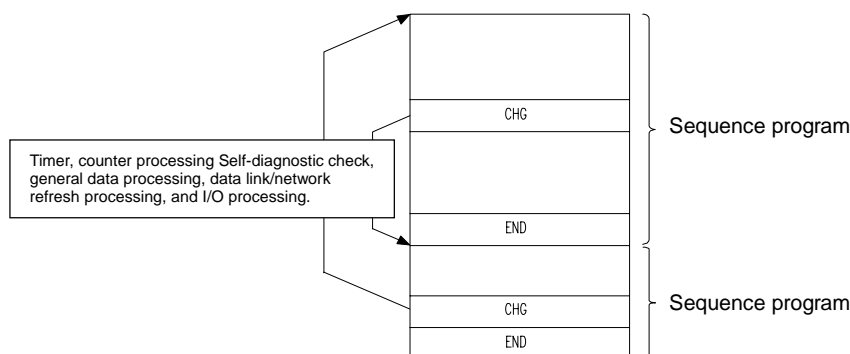 CHG
Sequence program
Timer, counter processing Self-diagnostic check,
general data processing, data link/network
refresh processing, and I/O processing.
END
CHG
Sequence program
END